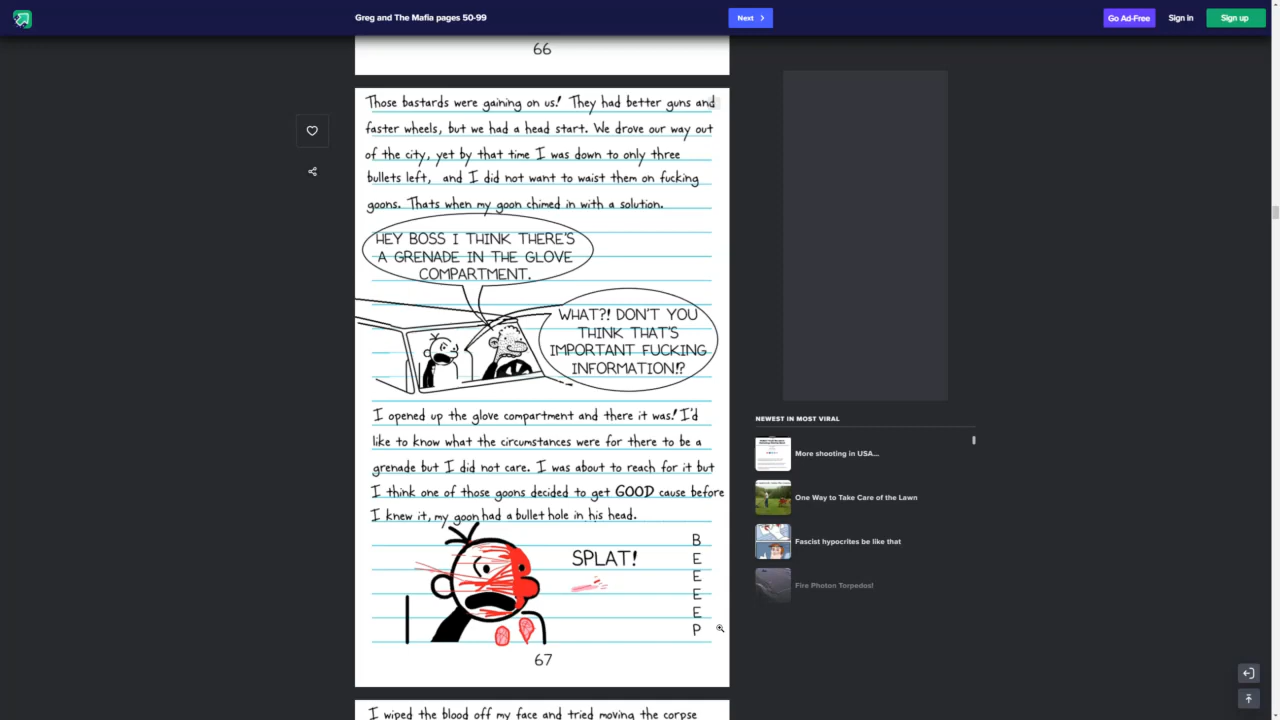 Greg and The Mafia pages 50-99
Next
Go Ad-Free
Sign in
Sign up
66
Those bastards were gaining on us! They had better guns and
faster wheels, but we had a head start. We drove our way out
of the city, yet by that time I was down to only three
bullets left, and I did not want to waist them on fucking
goons. Thats when my goon chimed in with a solution.
HEY BOSS I THINK THERE'S
A GRENADE IN THE GLOVE
COMPARTMENT.
WHAT?! DON'T YOU
THINK THAT'S
IMPORTANT FUCKING
INFORMATION!?
I opened up the glove compartment and there it was! I'd
like to know what the circumstances were for there to be a
grenade but I did not care. I was about to reach for it but
I think one of those goons decided to get GOOD cause before
I knew it, my goon had a bullet hole in his head.
SPLAT!
B
E
E
E
E
P
67
I wiped the blood off my face and tried moving the corpse
NEWEST IN MOST VIRAL
More shooting in USA...
One Way to Take Care of the Lawn
Fascist hypocrites be like that
Fire Photon Torpedos!